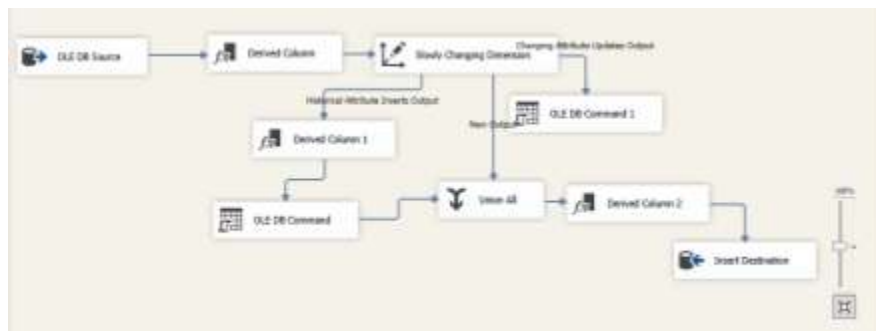 OLE DB Source
Derived Column
Slowly Changing Dimension
Changing Attribute Updates Output
Historical Attribute Inserts Output
New Output
OLE DB Command 1
Derived Column 1
OLE DB Command
Union All
Derived Column 2
Insert Destination